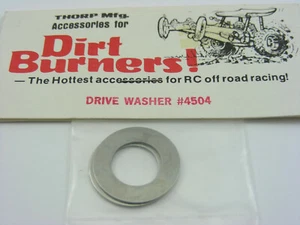 THORP Mfg.
Accessories for
Dirt
Burners!
— The Hottest accessories for RC off road racing!
DRIVE WASHER #4504